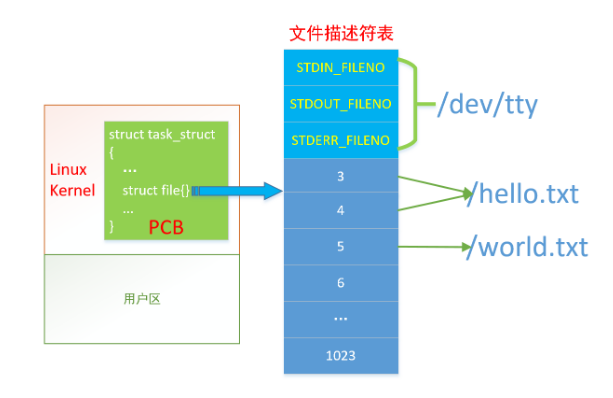 文件描述符表
STDIN_FILENO
STDOUT_FILENO
STDERR_FILENO
3
4
5
6
...
1023
/dev/tty
/hello.txt
/world.txt
Linux
Kernel
struct task_struct
{
...
struct file{}
...
}
PCB
用户区